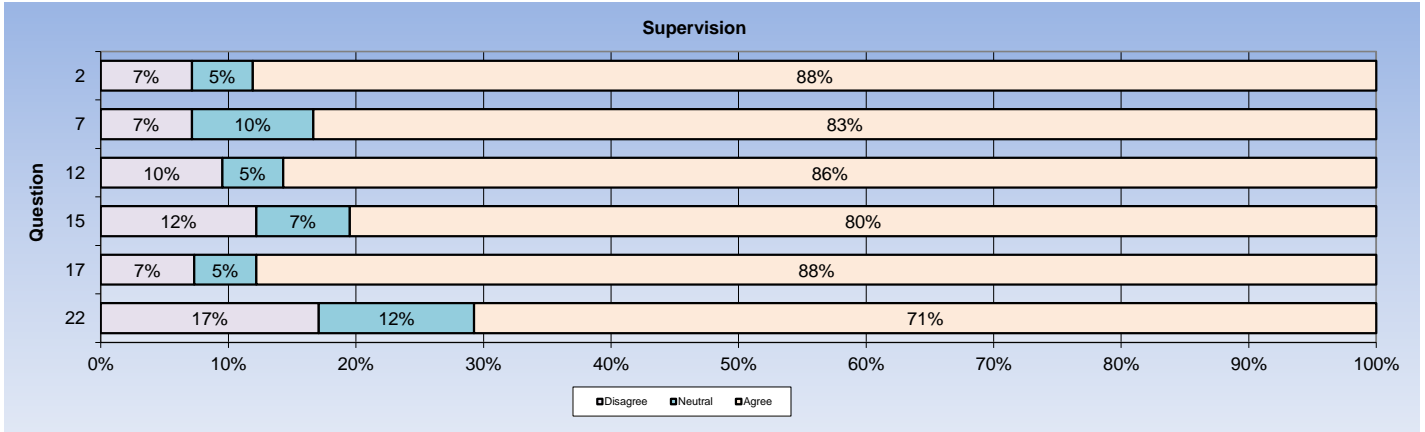 Supervision
Question
2 7% 5% 88%
7 7% 10% 83%
12 10% 5% 86%
15 12% 7% 80%
17 7% 5% 88%
22 17% 12% 71%
0% 10% 20% 30% 40% 50% 60% 70% 80% 90% 100%
Disagree Neutral Agree